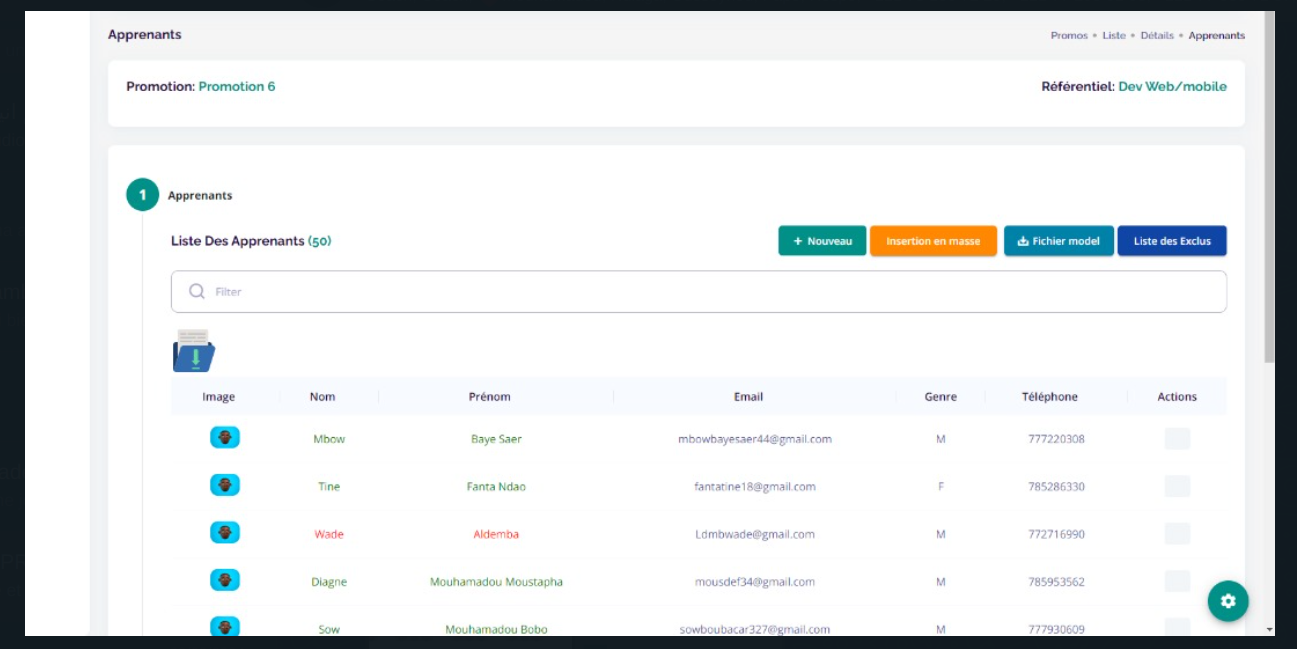 Apprenants
Promos • Liste • Détails • Apprenants
Promotion: Promotion 6
Référentiel: Dev Web/mobile
1 Apprenants
Liste Des Apprenants (50)
+ Nouveau
Insertion en masse
Fichier model
Liste des Exclus
Filter
Image Nom Prénom Email Genre Téléphone Actions
Mbow Baye Saer mbowbayesaer44@gmail.com M 777220308
Tine Fanta Ndao fantatine18@gmail.com F 785286330
Wade Aldemba Ldmbwade@gmail.com M 772716990
Diagne Mouhamadou Moustapha mousdef34@gmail.com M 785953562
Sow Mouhamadou Bobo sowboubacar327@gmail.com M 777930609